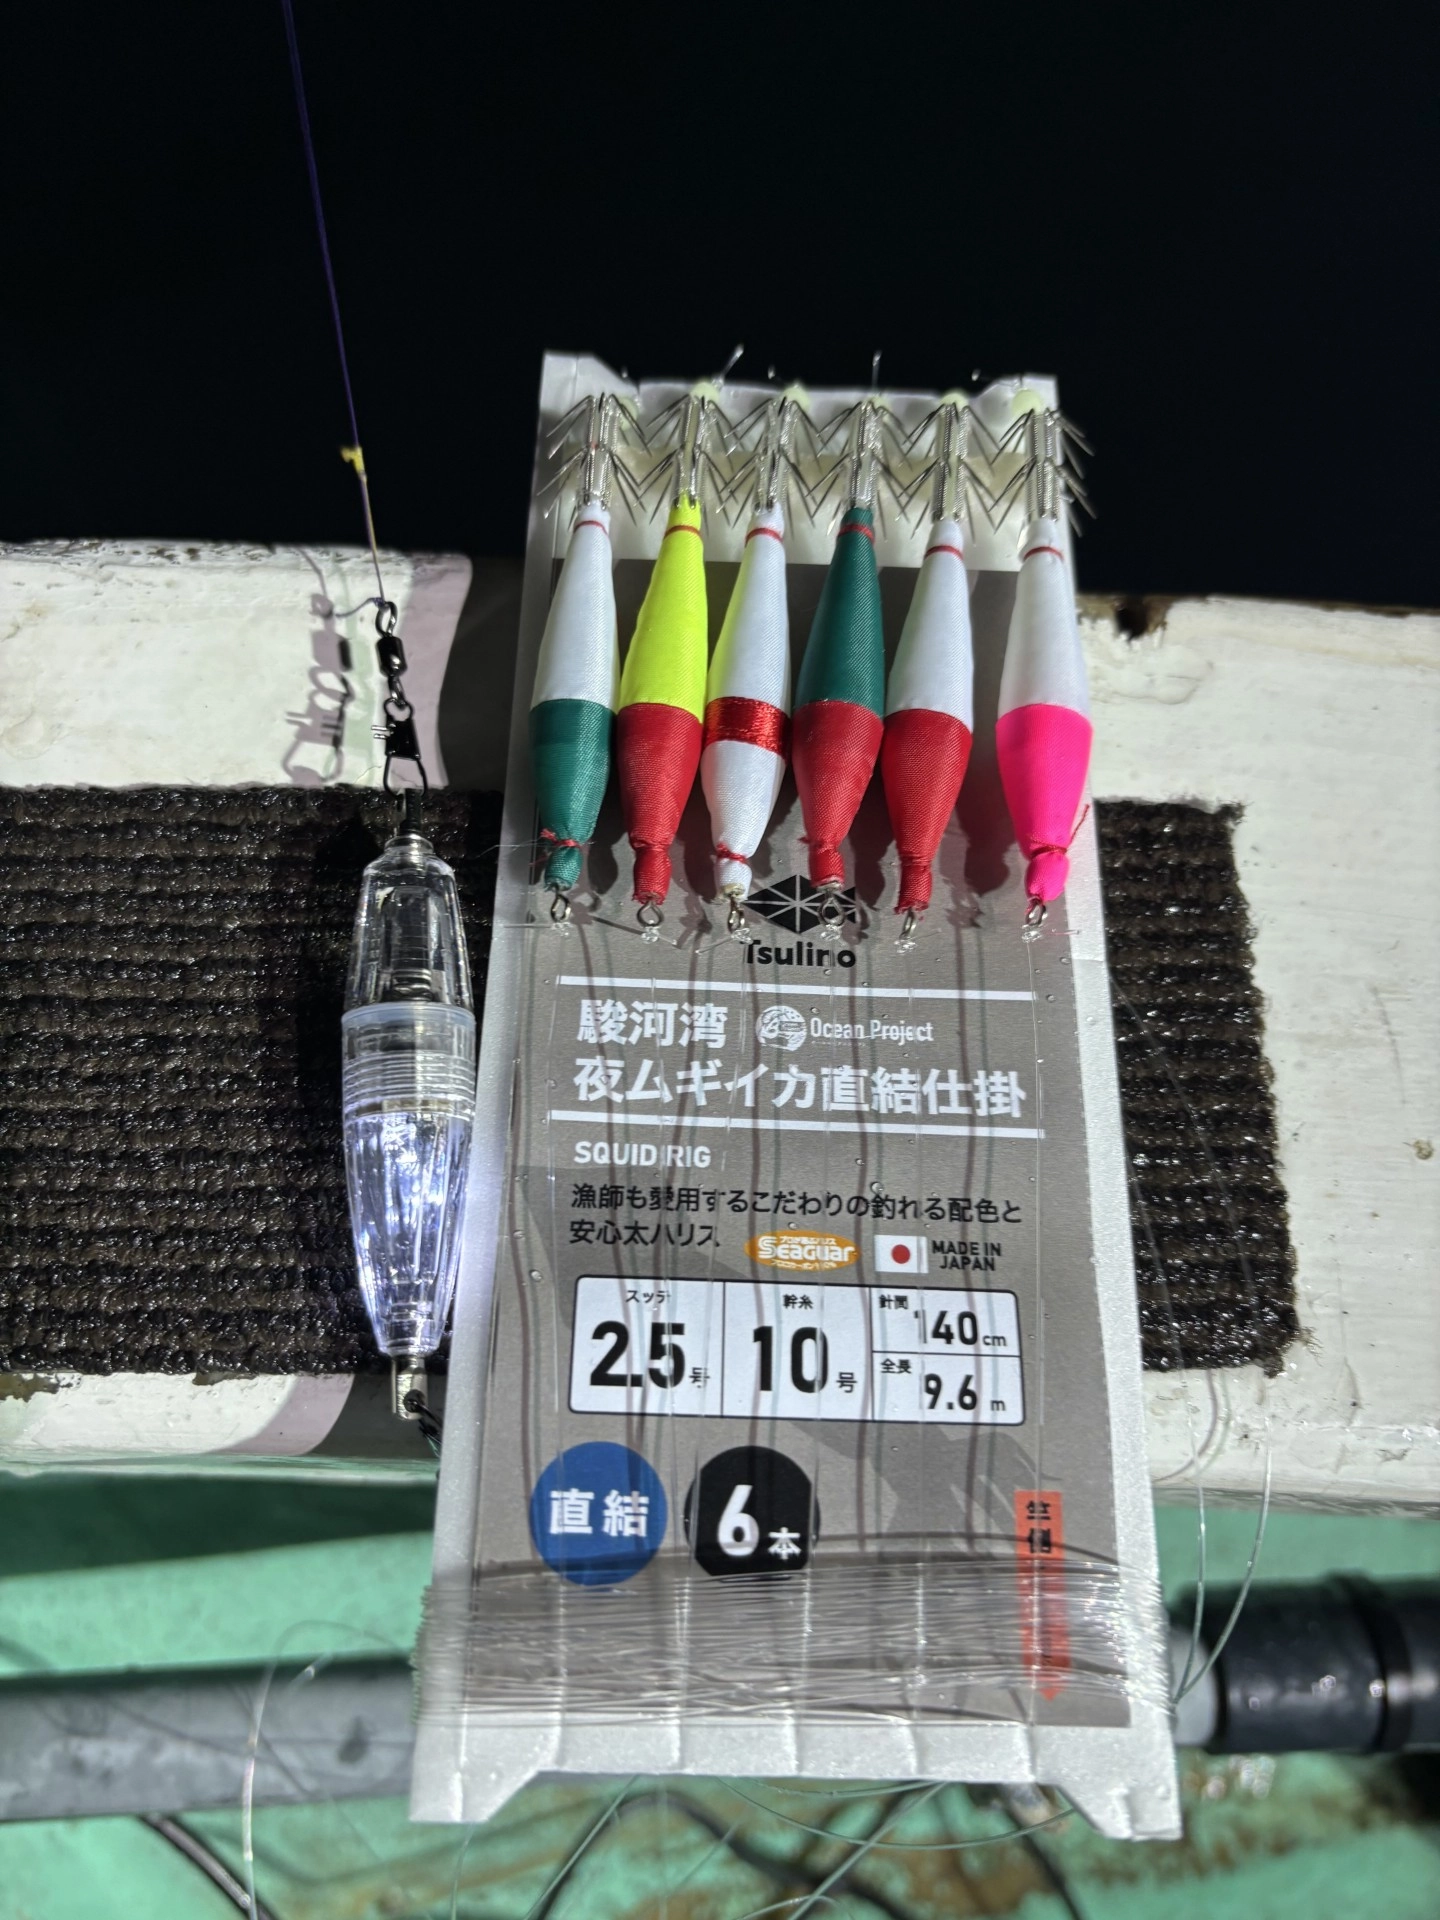 Tsulino
駿河湾
Ocean Project
夜ムギイカ直結仕掛
SQUID RIG
漁師も愛用するこだわりの釣れる配色と
安心太ハリス
Seaguar
MADE IN
JAPAN
スッテ
2.5号
幹糸
10号
針間
140cm
全長
9.6m
直結
6本
竿側